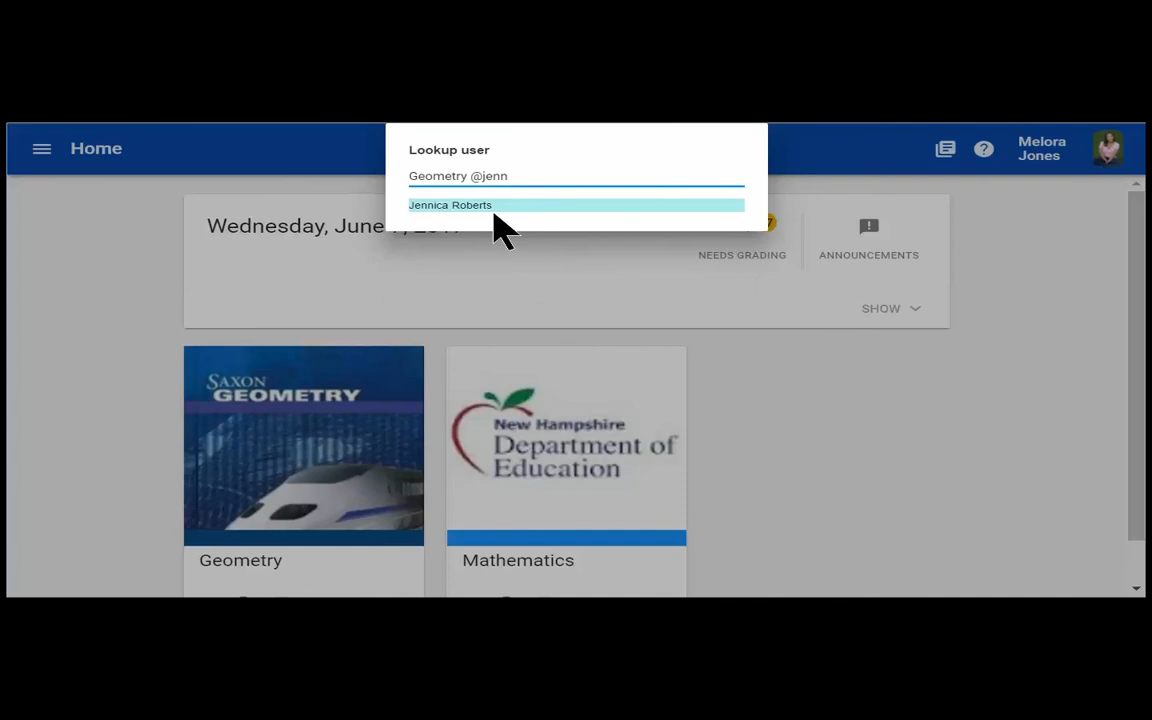 Home
Lookup user
Geometry @jenn
Jennica Roberts
Melora
Jones
Wednesday, June
NEEDS GRADING
ANNOUNCEMENTS
SHOW
SAXON
GEOMETRY
New Hampshire
Department of
Education
Geometry
Mathematics